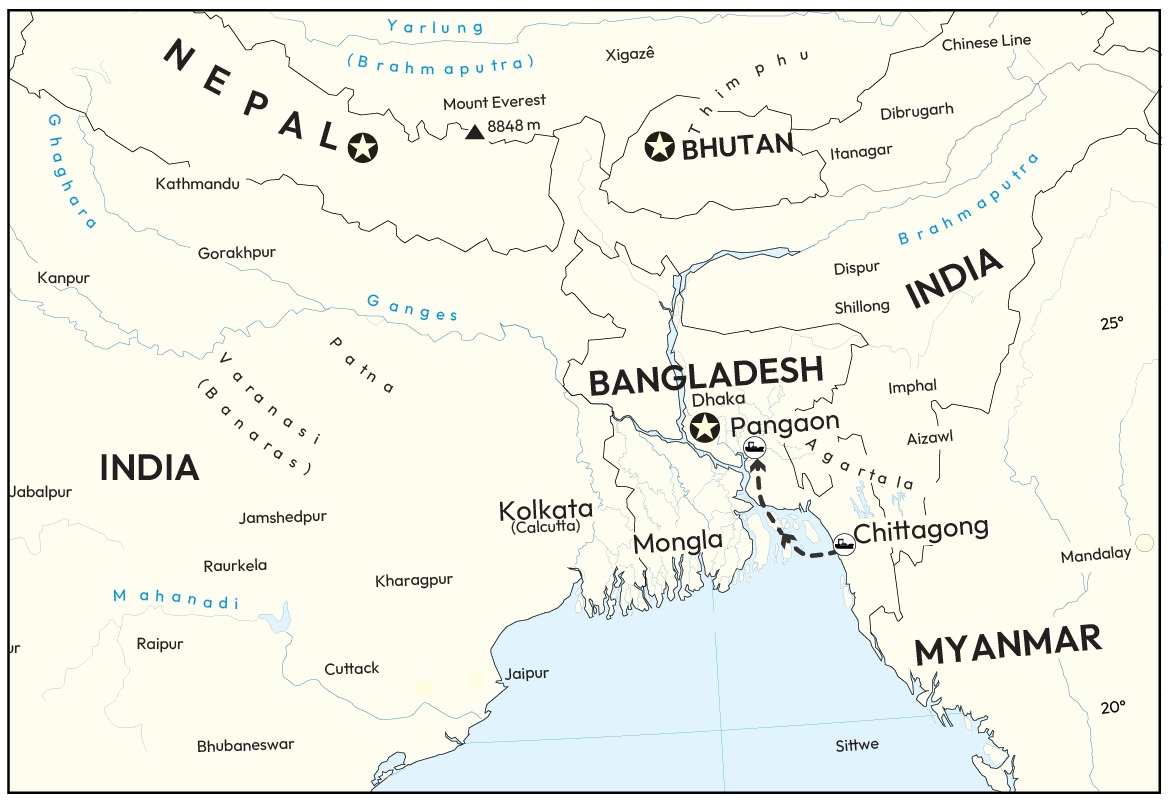 Yarlung
(Brahmaputra)
Xigazê
Chinese Line
NEPAL
Thimphu
Mount Everest
8848 m
Dibrugarh
BHUTAN
Itanagar
Ghaghara
Kathmandu
Brahmaputra
Gorakhpur
Kanpur
Dispur
INDIA
Shillong
Ganges
25°
Patna
Varanasi
(Banaras)
BANGLADESH
Dhaka
Imphal
Pangaon
Aizawl
Agartala
INDIA
Jabalpur
Kolkata
(Calcutta)
Jamshedpur
Chittagong
Mongla
Mandalay
Raurkela
Kharagpur
Mahanadi
Raipur
ur
MYANMAR
Cuttack
Jaipur
20°
Bhubaneswar
Sittwe